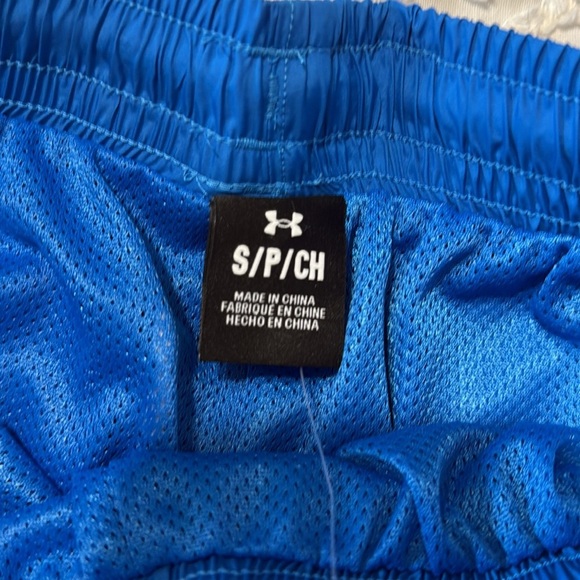 S/P/CH
MADE IN CHINA
FABRIQUÉ EN CHINE
HECHO EN CHINA